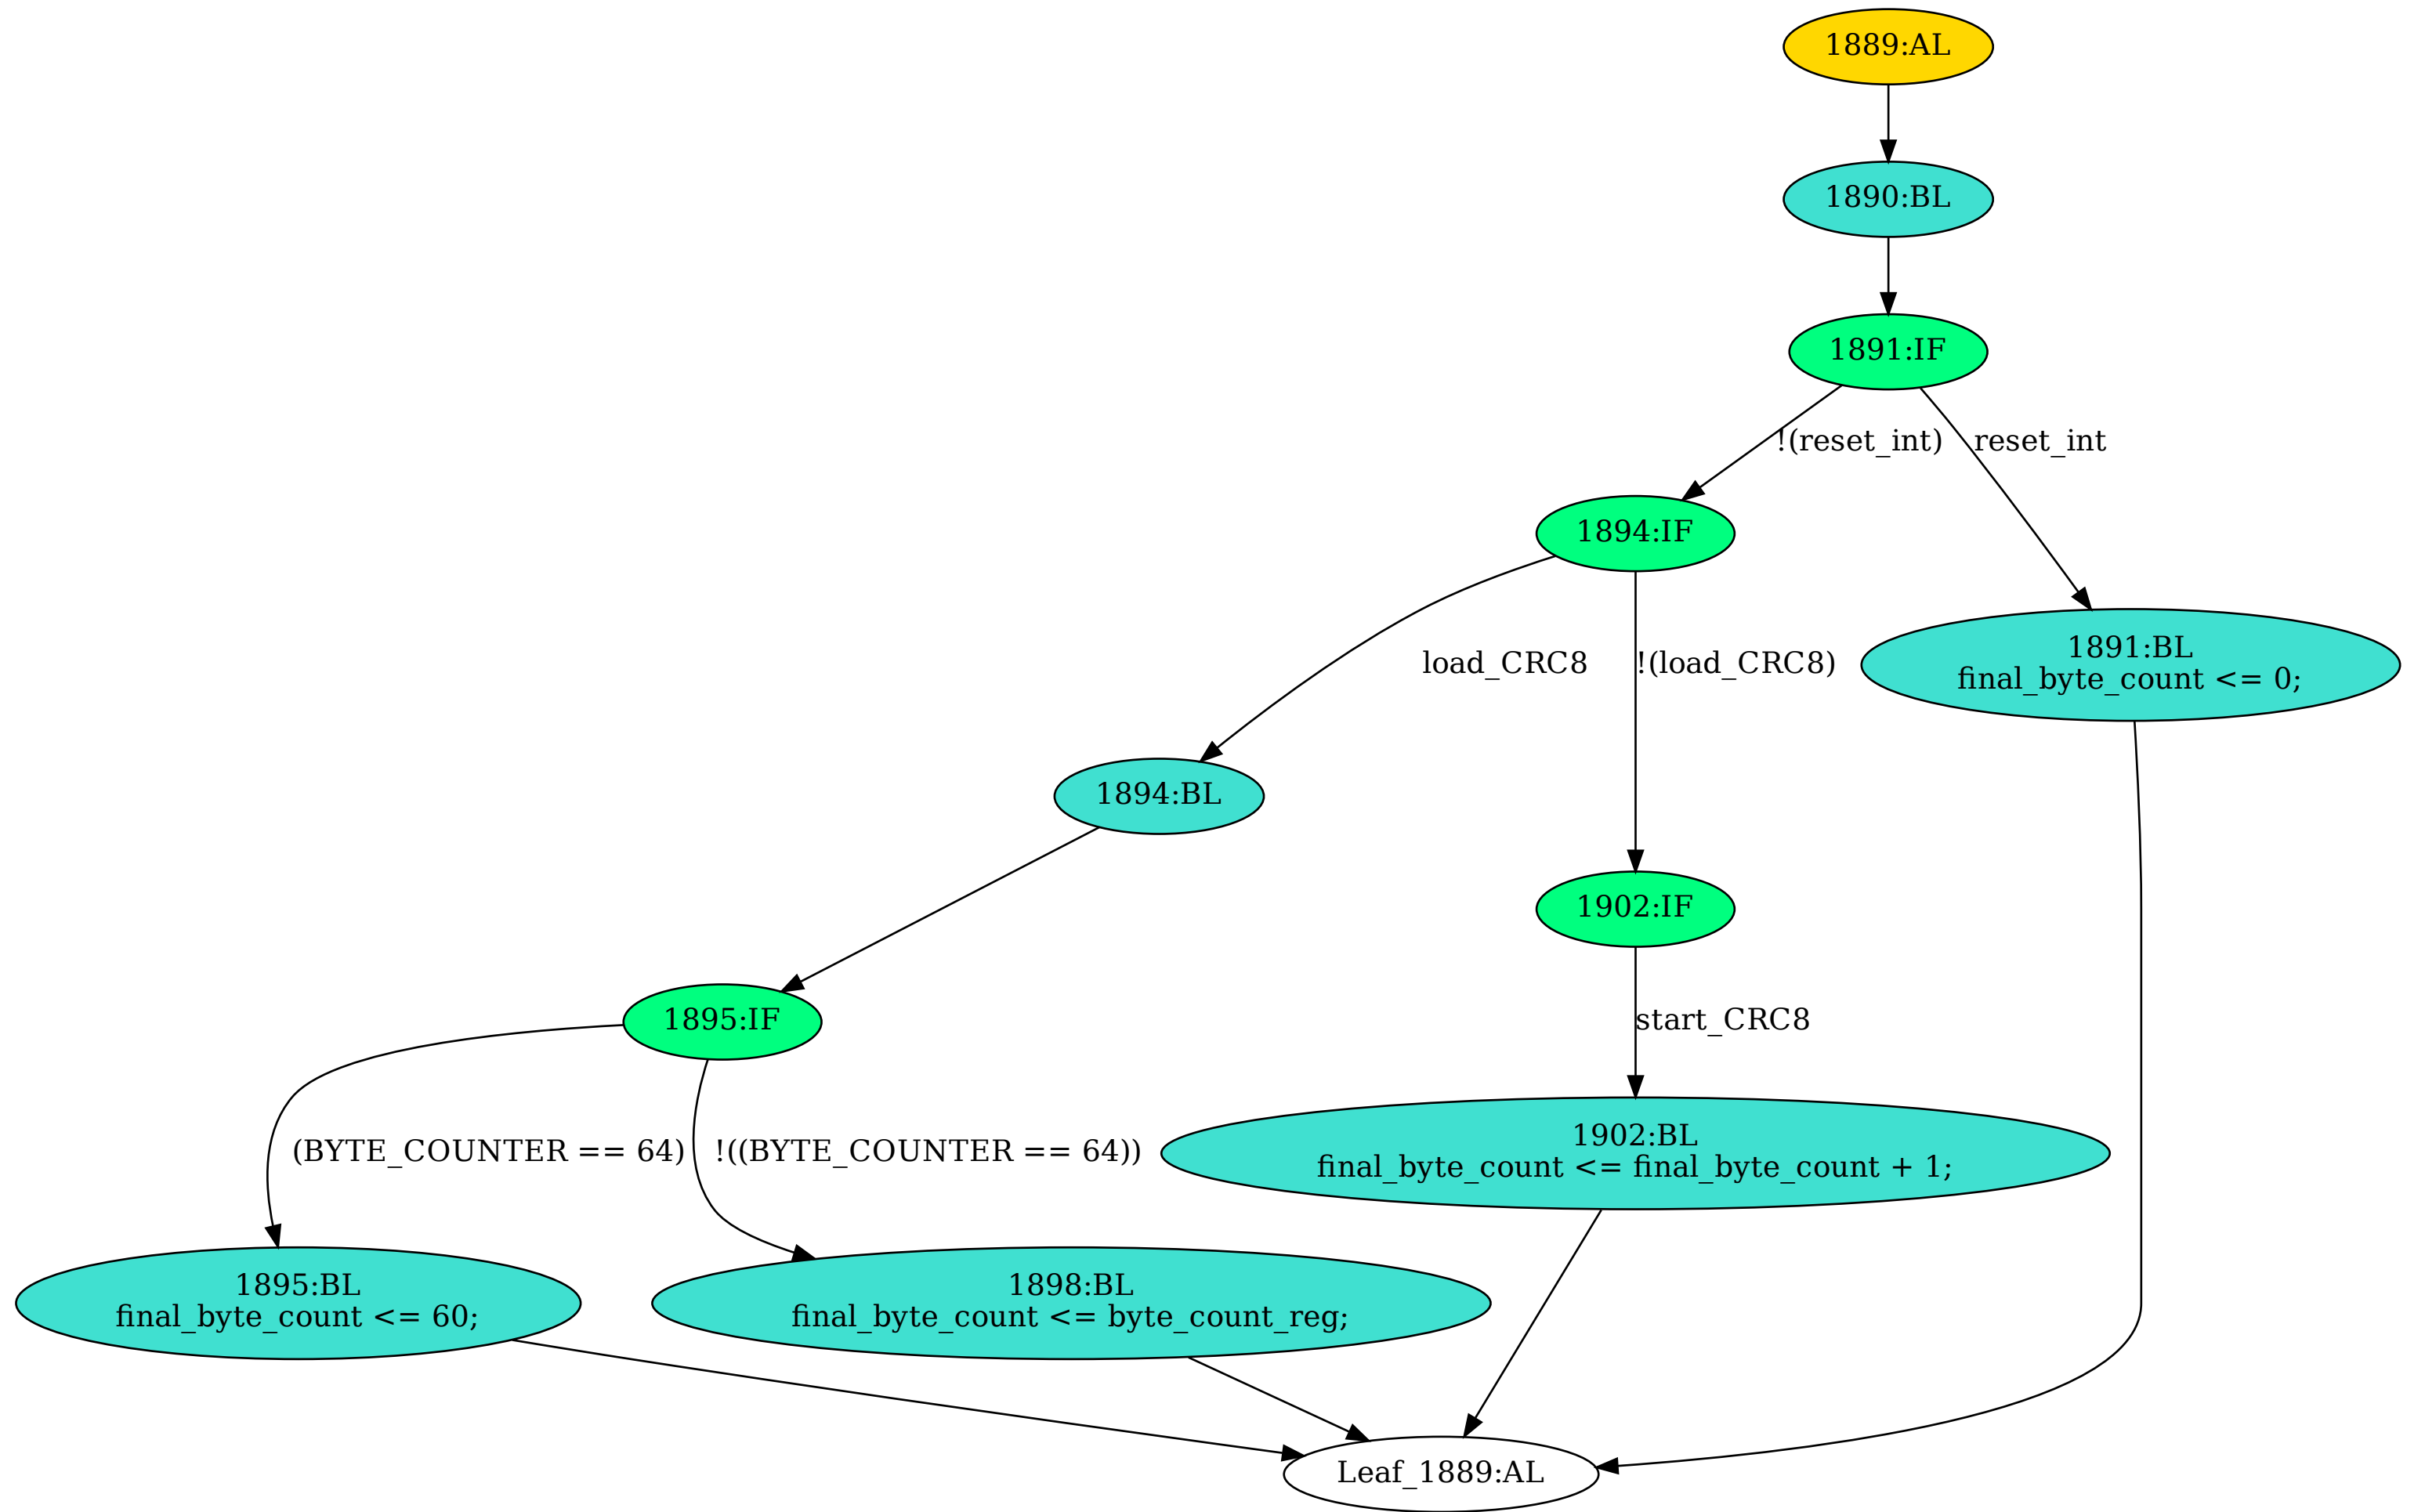 1889:AL
1890:BL
1891:IF
!(reset_int)
reset_int
1894:IF
1891:BL
final_byte_count <= 0;
load_CRC8
!(load_CRC8)
1894:BL
1902:IF
1895:IF
start_CRC8
(BYTE_COUNTER == 64)
!((BYTE_COUNTER == 64))
1902:BL
final_byte_count <= final_byte_count + 1;
1895:BL
final_byte_count <= 60;
1898:BL
final_byte_count <= byte_count_reg;
Leaf_1889:AL